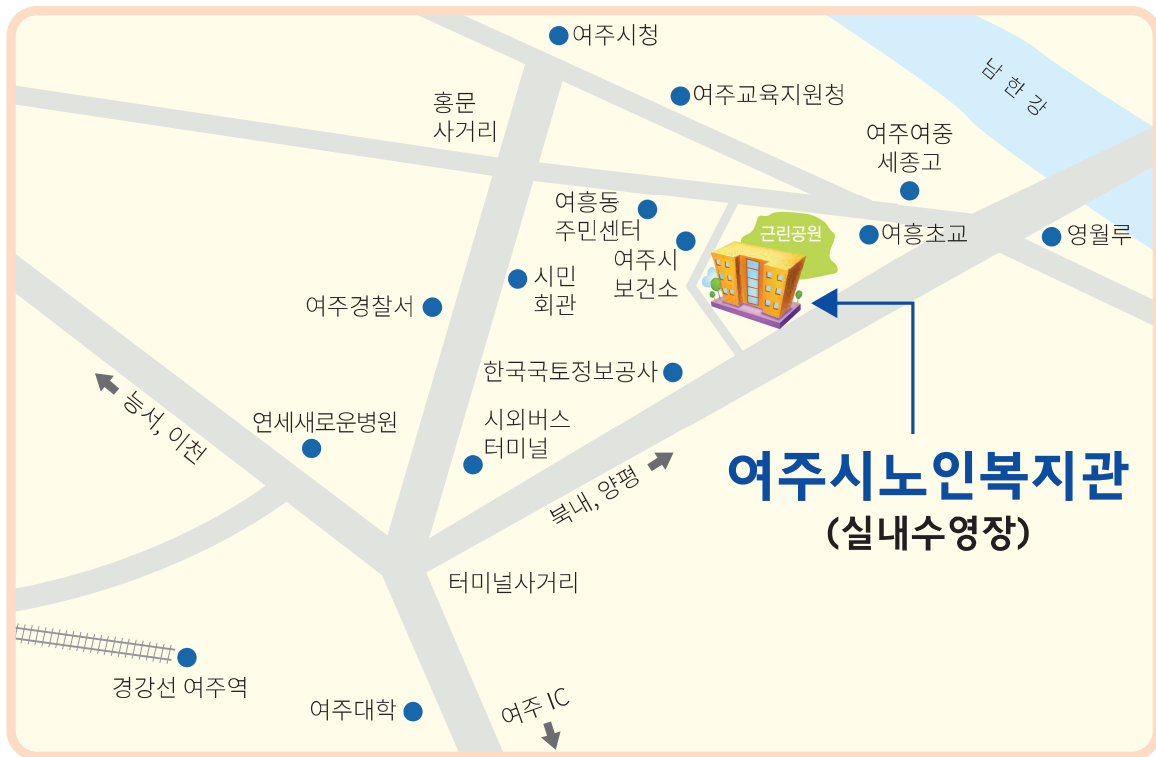 여주시청
남한강
여주교육지원청
홍문
사거리
여주여중
세종고
여흥동
주민센터
근린공원
여흥초교
영월루
여주시
보건소
시민
회관
여주경찰서
한국국토정보공사
능서, 이천
연세새로운병원
시외버스
터미널
북내, 양평
여주시노인복지관
(실내수영장)
터미널사거리
경강선 여주역
여주대학
여주 IC